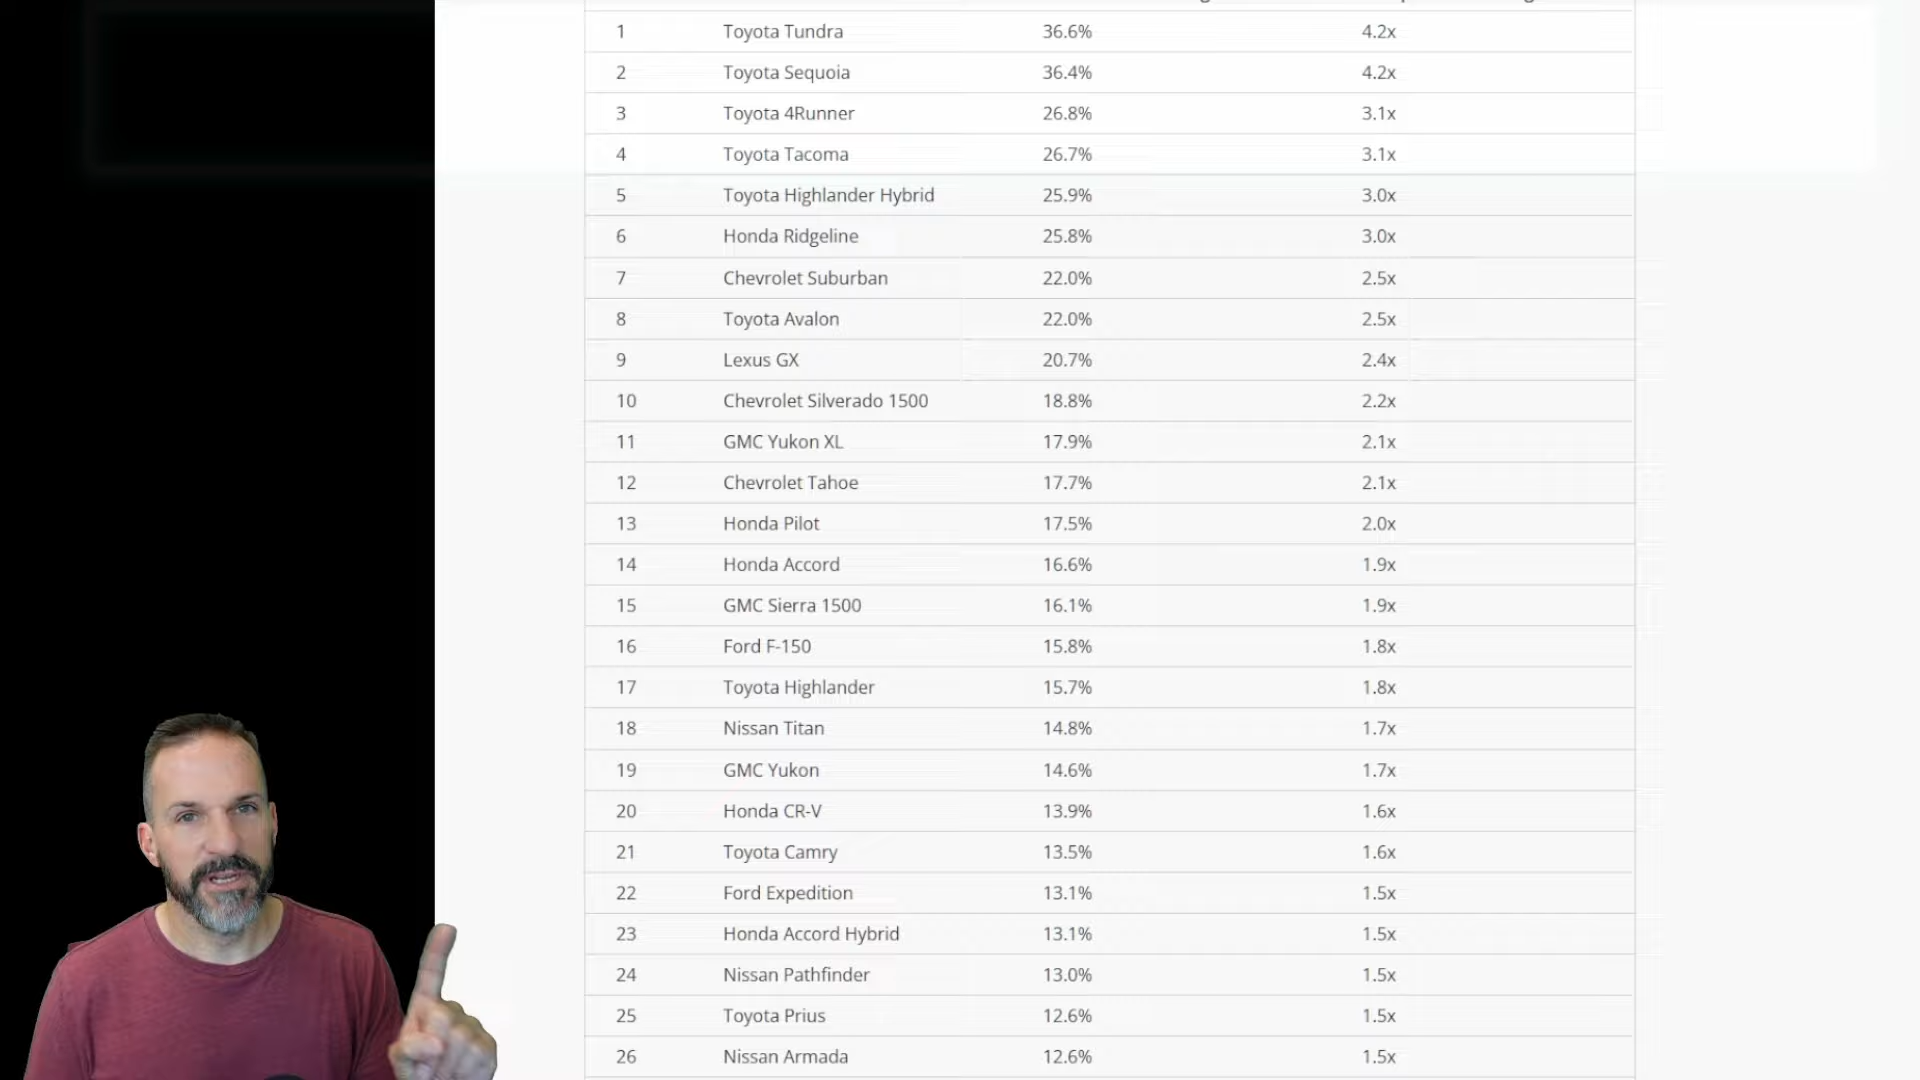 1 Toyota Tundra 36.6% 4.2x
2 Toyota Sequoia 36.4% 4.2x
3 Toyota 4Runner 26.8% 3.1x
4 Toyota Tacoma 26.7% 3.1x
5 Toyota Highlander Hybrid 25.9% 3.0x
6 Honda Ridgeline 25.8% 3.0x
7 Chevrolet Suburban 22.0% 2.5x
8 Toyota Avalon 22.0% 2.5x
9 Lexus GX 20.7% 2.4x
10 Chevrolet Silverado 1500 18.8% 2.2x
11 GMC Yukon XL 17.9% 2.1x
12 Chevrolet Tahoe 17.7% 2.1x
13 Honda Pilot 17.5% 2.0x
14 Honda Accord 16.6% 1.9x
15 GMC Sierra 1500 16.1% 1.9x
16 Ford F-150 15.8% 1.8x
17 Toyota Highlander 15.7% 1.8x
18 Nissan Titan 14.8% 1.7x
19 GMC Yukon 14.6% 1.7x
20 Honda CR-V 13.9% 1.6x
21 Toyota Camry 13.5% 1.6x
22 Ford Expedition 13.1% 1.5x
23 Honda Accord Hybrid 13.1% 1.5x
24 Nissan Pathfinder 13.0% 1.5x
25 Toyota Prius 12.6% 1.5x
26 Nissan Armada 12.6% 1.5x